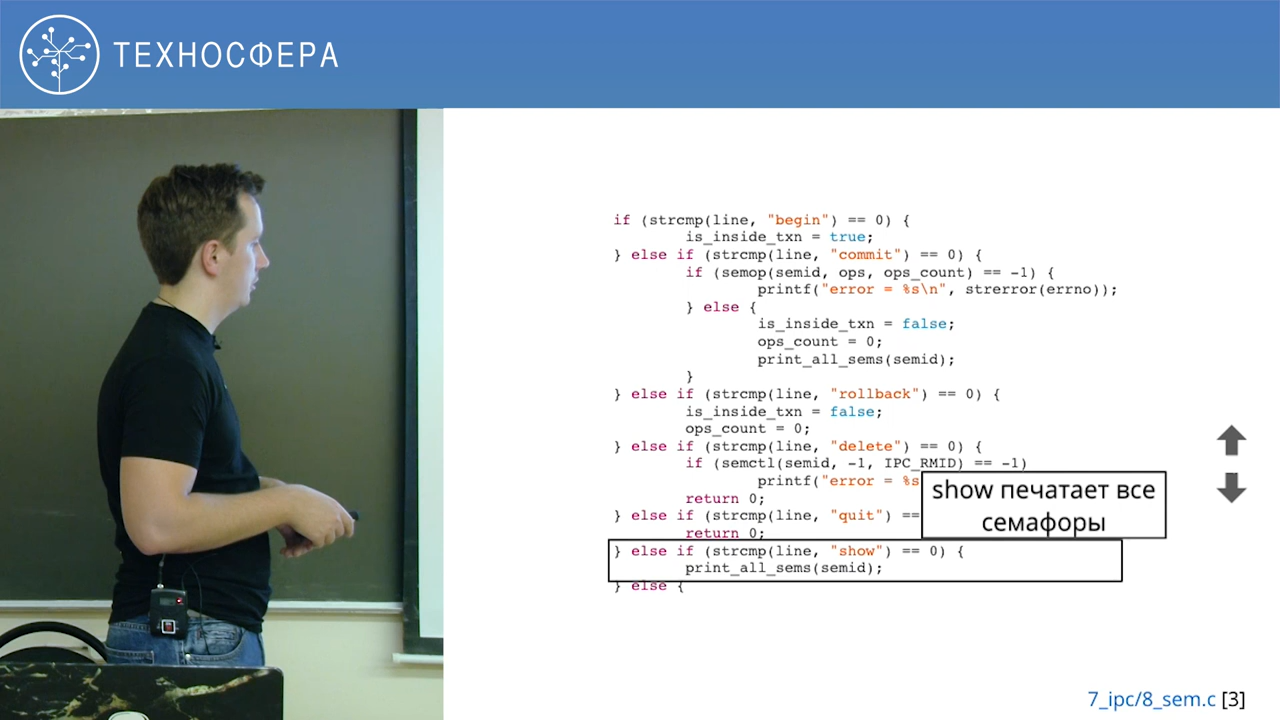 ТЕХНОСФЕРА
if (strcmp(line, "begin") == 0) {
is_inside_txn = true;
} else if (strcmp(line, "commit") == 0) {
if (semop(semid, ops, ops_count) == -1) {
printf("error = %s\n", strerror(errno));
} else {
is_inside_txn = false;
ops_count = 0;
print_all_sems(semid);
}
} else if (strcmp(line, "rollback") == 0) {
is_inside_txn = false;
ops_count = 0;
} else if (strcmp(line, "delete") == 0) {
if (semctl(semid, -1, IPC_RMID) == -1)
printf("error = %s
return 0;
} else if (strcmp(line, "quit") ==
return 0;
show печатает все
семафоры
} else if (strcmp(line, "show") == 0) {
print_all_sems(semid);
} else {
7_ipc/8_sem.c [3]